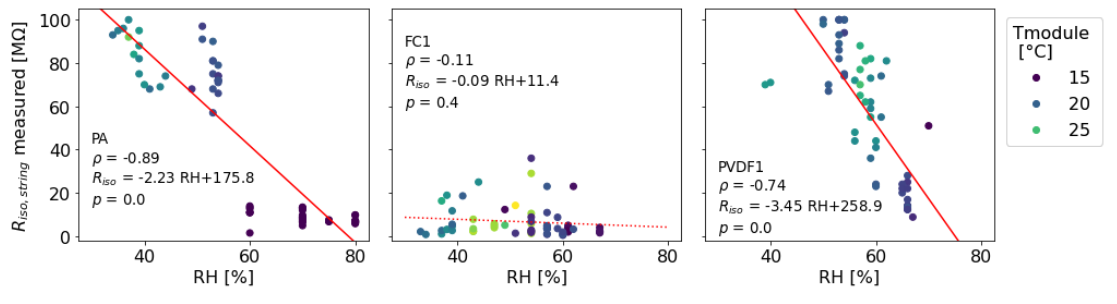 R_iso,string measured [MΩ]
100
80
60
40
20
0
PA
ρ = -0.89
R_iso = -2.23 RH+175.8
p = 0.0
40
60
80
RH [%]
FC1
ρ = -0.11
R_iso = -0.09 RH+11.4
p = 0.4
40
60
80
RH [%]
PVDF1
ρ = -0.74
R_iso = -3.45 RH+258.9
p = 0.0
40
60
80
RH [%]
Tmodule
[°C]
15
20
25